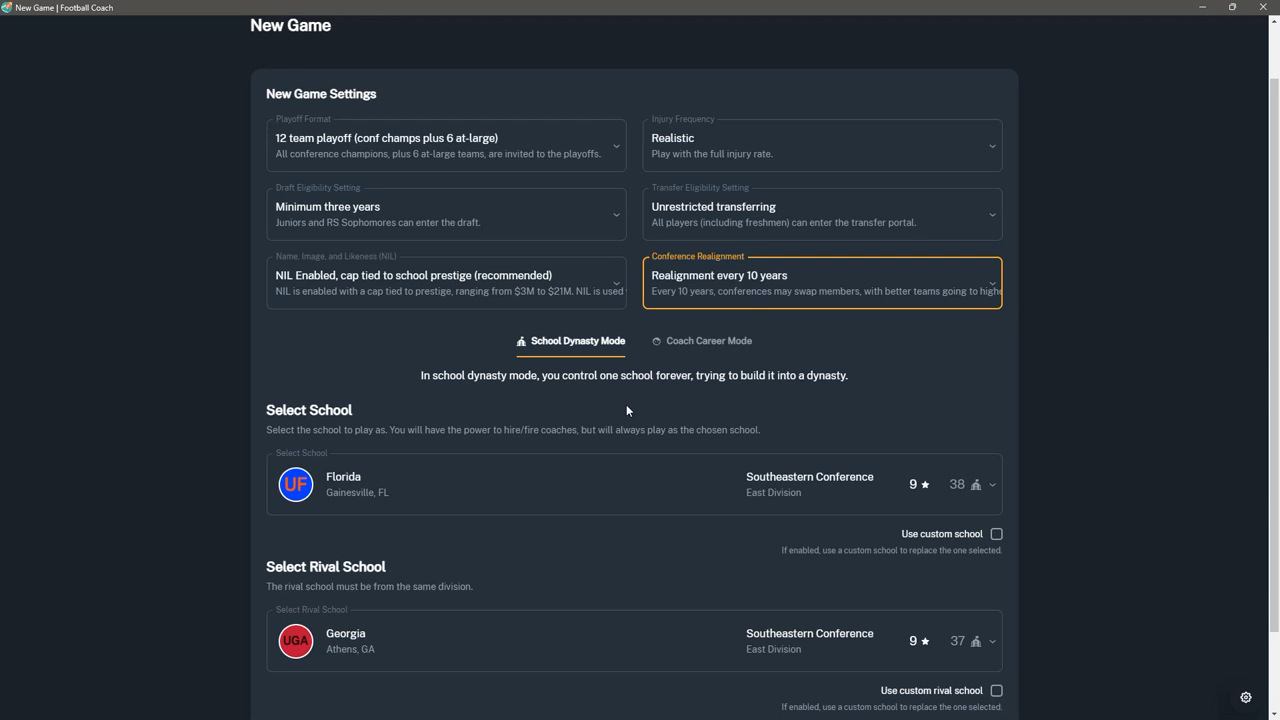 New Game | Football Coach
New Game
New Game Settings
Playoff Format
12 team playoff (conf champs plus 6 at-large)
All conference champions, plus 6 at-large teams, are invited to the playoffs.
Injury Frequency
Realistic
Play with the full injury rate.
Draft Eligibility Setting
Minimum three years
Juniors and RS Sophomores can enter the draft.
Transfer Eligibility Setting
Unrestricted transferring
All players (including freshmen) can enter the transfer portal.
Name, Image, and Likeness (NIL)
NIL Enabled, cap tied to school prestige (recommended)
NIL is enabled with a cap tied to prestige, ranging from $3M to $21M. NIL is used
Conference Realignment
Realignment every 10 years
Every 10 years, conferences may swap members, with better teams going to highe
School Dynasty Mode
Coach Career Mode
In school dynasty mode, you control one school forever, trying to build it into a dynasty.
Select School
Select the school to play as. You will have the power to hire/fire coaches, but will always play as the chosen school.
Select School
UF
Florida
Gainesville, FL
Southeastern Conference
East Division
9
38
Use custom school
If enabled, use a custom school to replace the one selected.
Select Rival School
The rival school must be from the same division.
Select Rival School
UGA
Georgia
Athens, GA
Southeastern Conference
East Division
9
37
Use custom rival school
If enabled, use a custom school to replace the one selected.